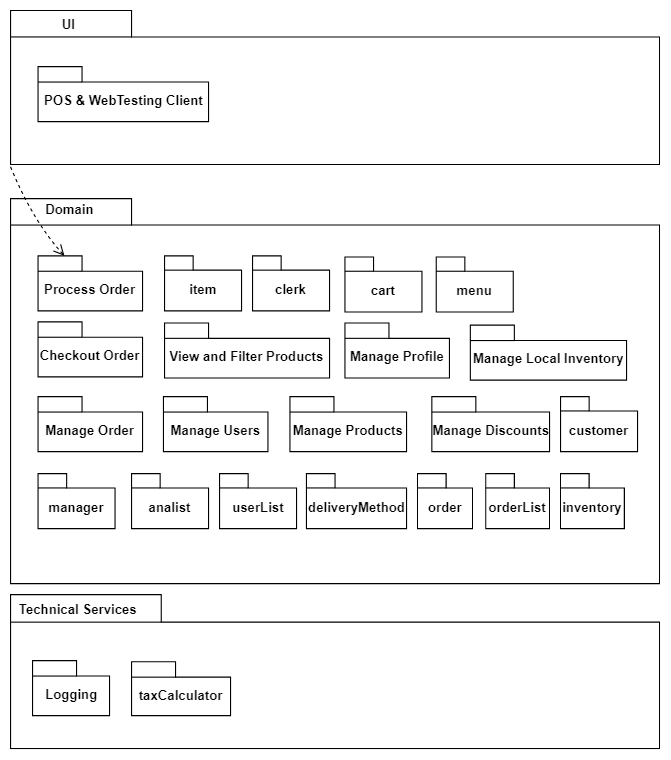 UI
POS & WebTesting Client
Domain
Process Order
item
clerk
cart
menu
Checkout Order
View and Filter Products
Manage Profile
Manage Local Inventory
Manage Order
Manage Users
Manage Products
Manage Discounts
customer
manager
analist
userList
deliveryMethod
order
orderList
inventory
Technical Services
Logging
taxCalculator